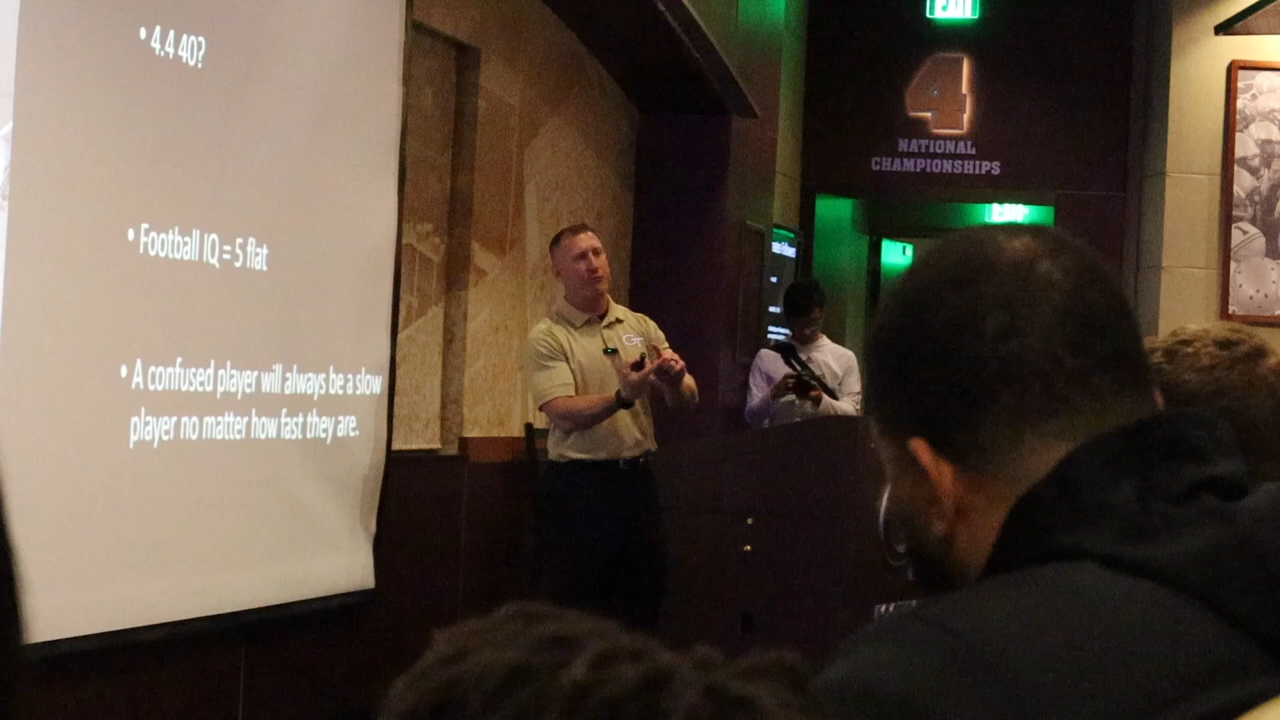 • 4.4 40?
• Football IQ = 5 flat
• A confused player will always be a slow
player no matter how fast they are.
GT
EXIT
4
NATIONAL
CHAMPIONSHIPS